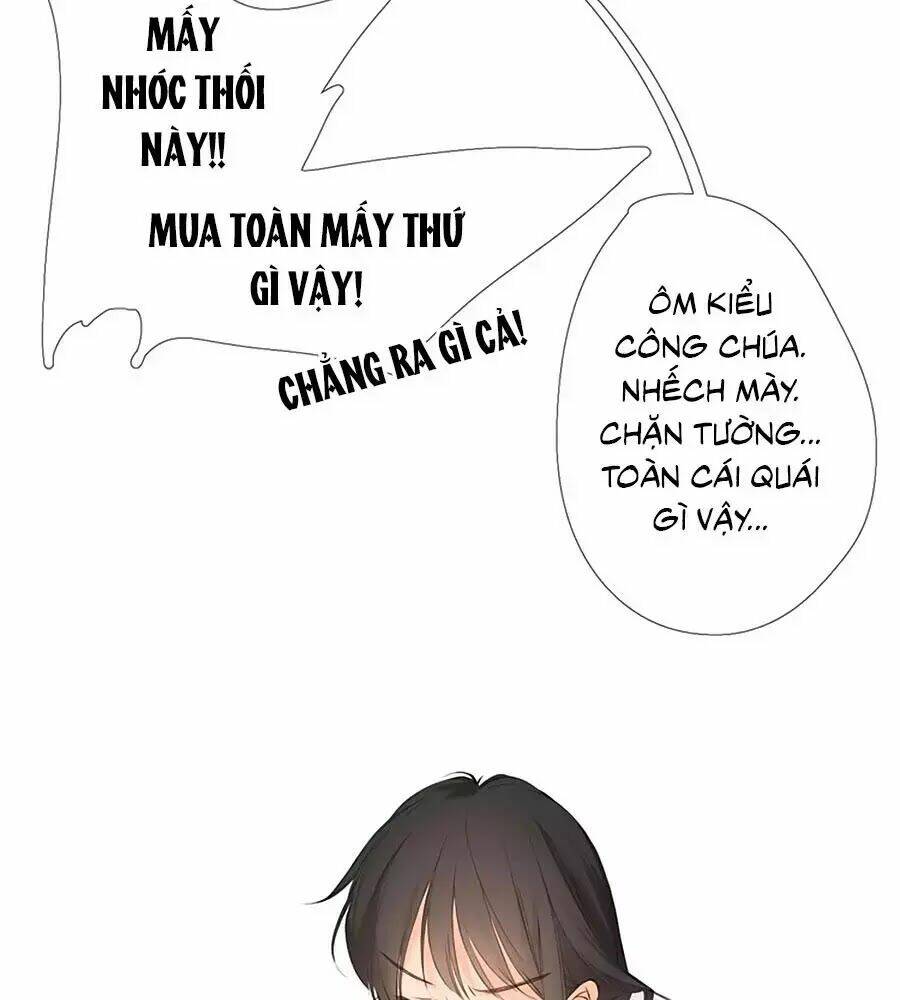 MẤY
NHÓC THỐI
NÀY!!
MUA TOÀN MẤY THỨ
GÌ VẬY!
CHẲNG RA GÌ CẢ!
ÔM KIỂU
CÔNG CHÚA.
NHẾCH MÀY.
CHẶN TƯỜNG...
TOÀN CÁI QUÁI
GÌ VẬY...